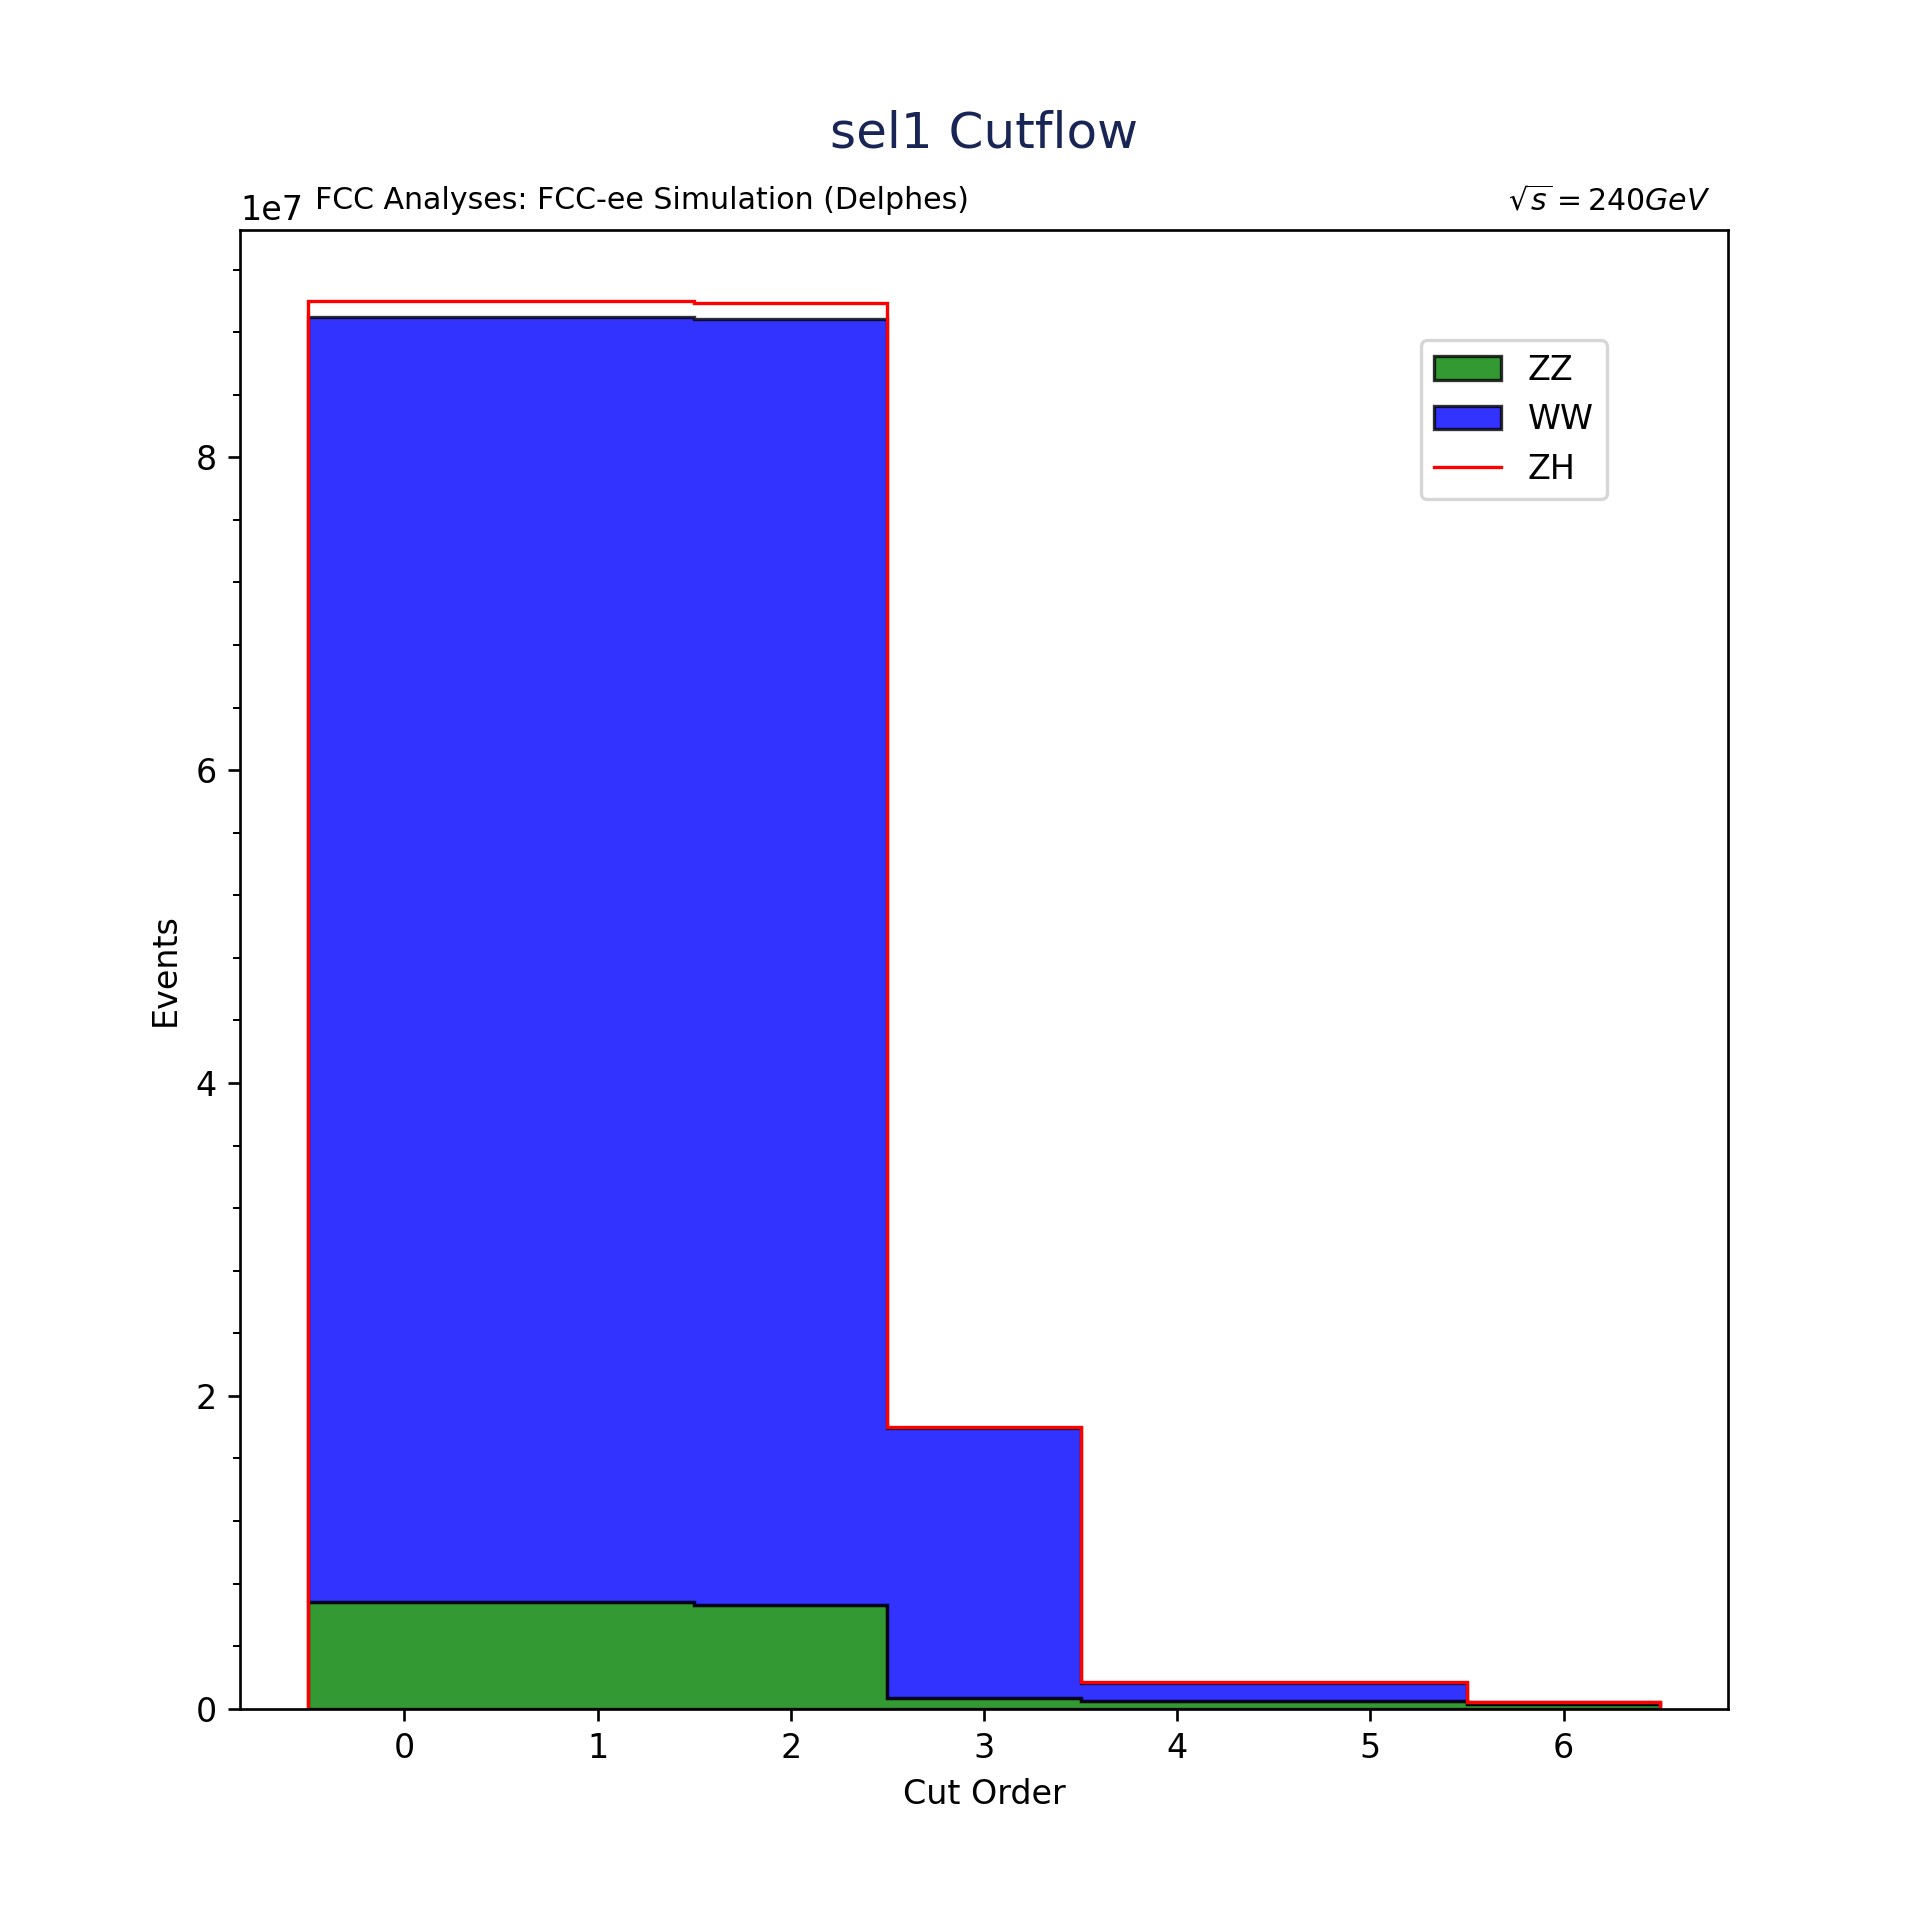 sel1 Cutflow
1e7 FCC Analyses: FCC-ee Simulation (Delphes) √s = 240GeV
ZZ
WW
ZH
8
6
4
2
0
Events
0 1 2 3 4 5 6
Cut Order